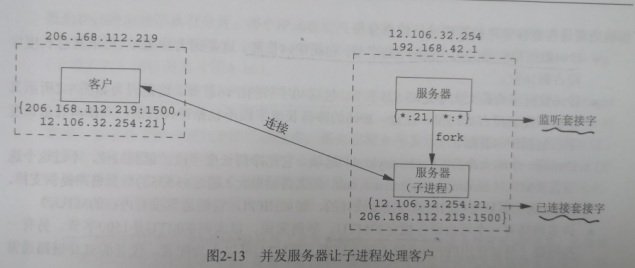 206.168.112.219
12.106.32.254
192.168.42.1
客户
服务器
{206.168.112.219:1500,
12.106.32.254:21}
{*:21, *:*}
监听套接字
连接
fork
服务器
(子进程)
{12.106.32.254:21,
206.168.112.219:1500}
已连接套接字
图2-13 并发服务器让子进程处理客户